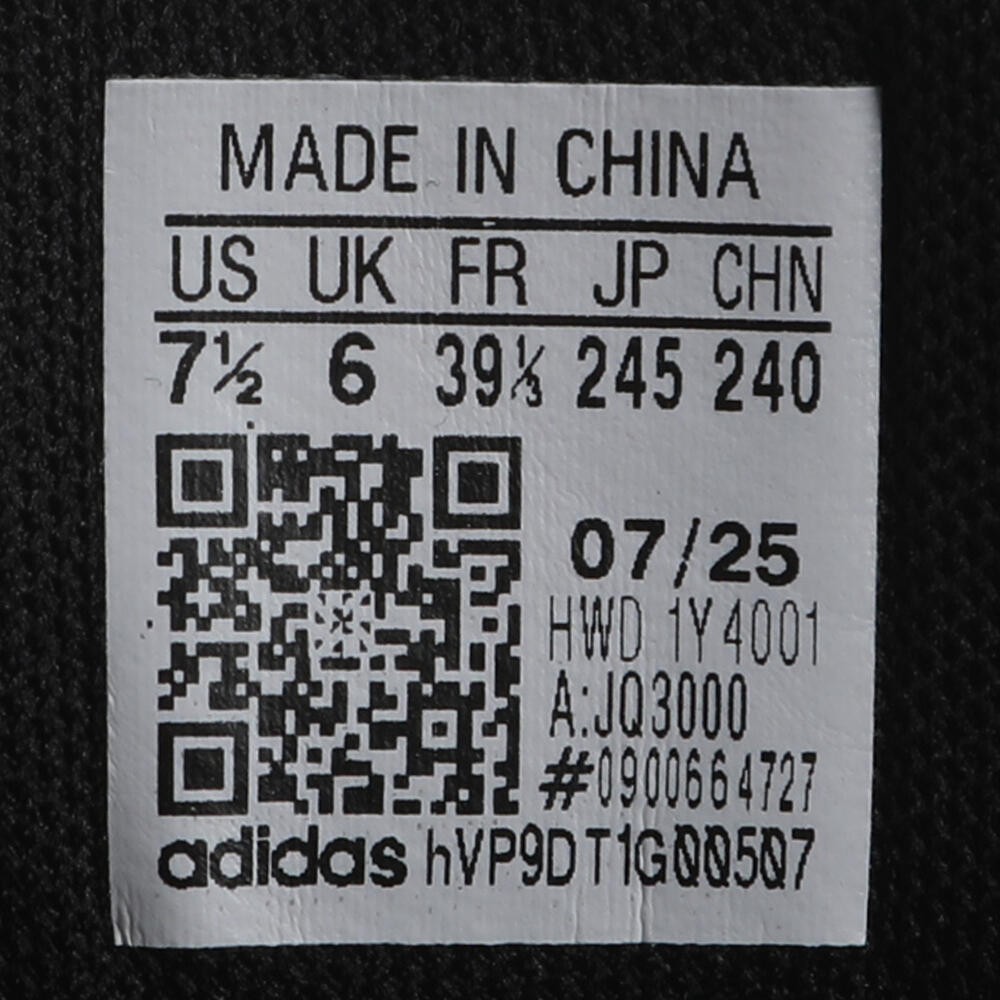 MADE IN CHINA
US UK FR JP CHN
7½ 6 39⅓ 245 240
07/25
HWD 1Y4001
A:JQ3000
#0900664727
adidas hVP9DT1G00507